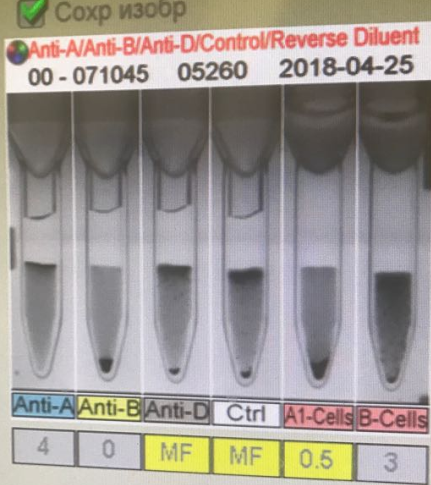 Сохр изобр
Anti-A/Anti-B/Anti-D/Control/Reverse Diluent
00 - 071045 05260 2018-04-25
Anti-A Anti-B Anti-D Ctrl A1-Cells B-Cells
4 0 MF MF 0.5 3